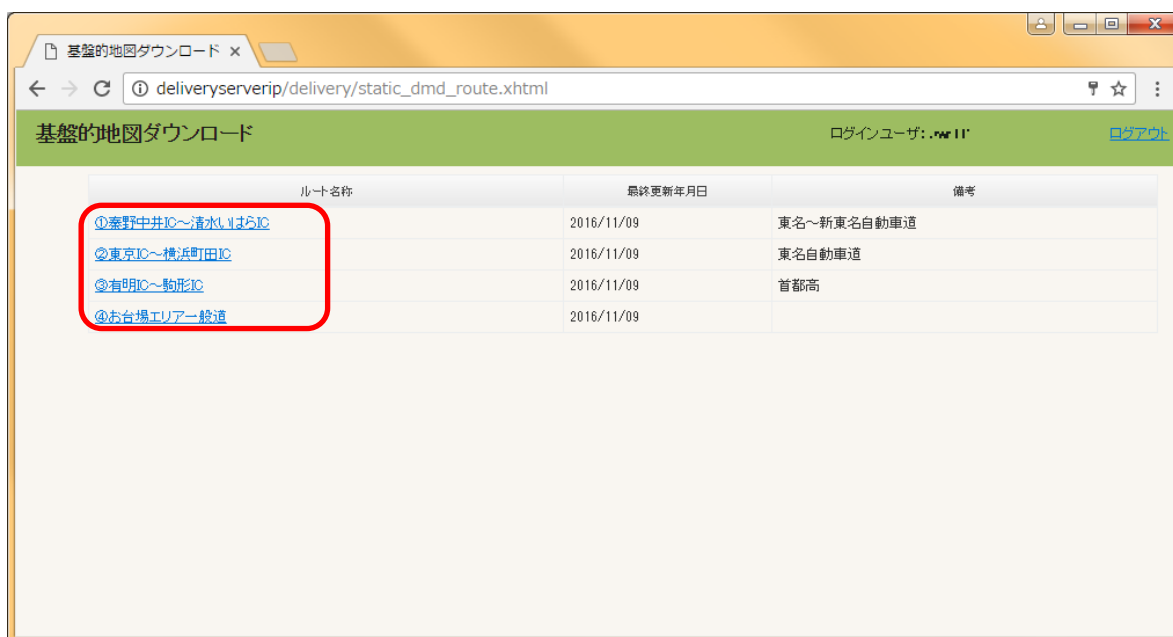 基盤的地図ダウンロード
deliveryserverip/delivery/static_dmd_route.xhtml
基盤的地図ダウンロード ログインユーザ: ログアウト
ルート名称 最終更新年月日 備考
①秦野中井IC～清水いはらIC 2016/11/09 東名～新東名自動車道
②東京IC～横浜町田IC 2016/11/09 東名自動車道
③有明IC～駒形IC 2016/11/09 首都高
④お台場エリア一般道 2016/11/09